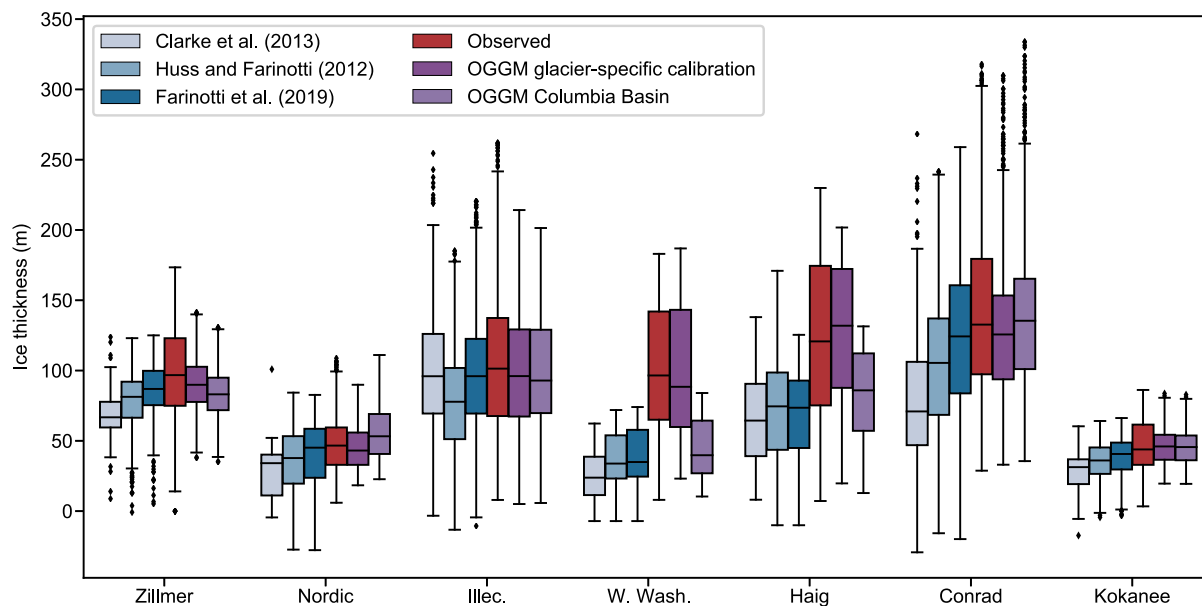 Ice thickness (m)
350
300
250
200
150
100
50
0
Clarke et al. (2013)
Huss and Farinotti (2012)
Farinotti et al. (2019)
Observed
OGGM glacier-specific calibration
OGGM Columbia Basin
Zillmer
Nordic
Illec.
W. Wash.
Haig
Conrad
Kokanee